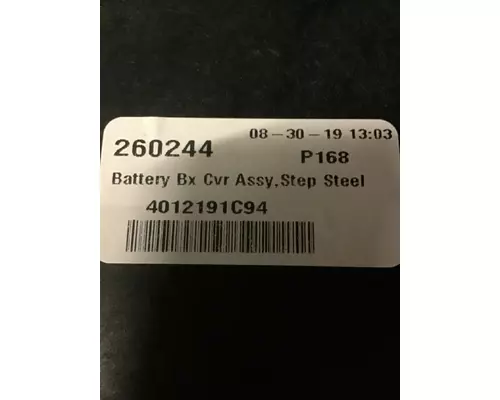 08-30-19 13:03
260244 P168
Battery Bx Cvr Assy,Step Steel
4012191C94